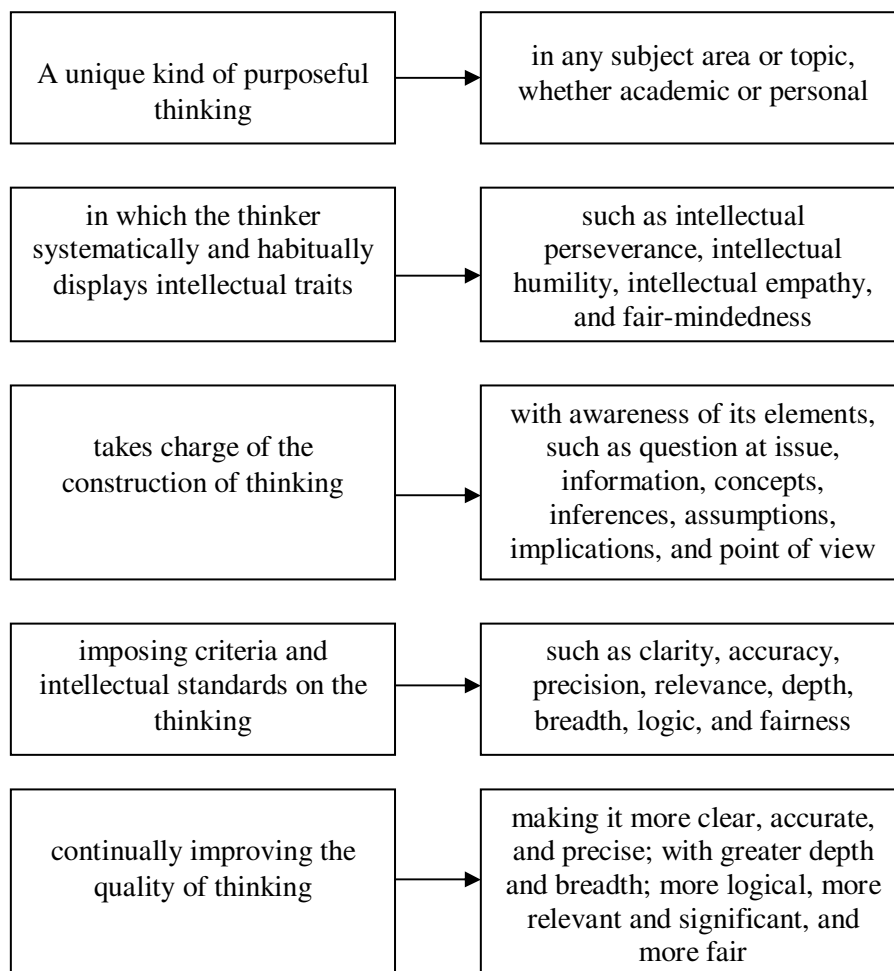 A unique kind of purposeful
thinking
in any subject area or topic,
whether academic or personal
in which the thinker
systematically and habitually
displays intellectual traits
such as intellectual
perseverance, intellectual
humility, intellectual empathy,
and fair-mindedness
takes charge of the
construction of thinking
with awareness of its elements,
such as question at issue,
information, concepts,
inferences, assumptions,
implications, and point of view
imposing criteria and
intellectual standards on the
thinking
such as clarity, accuracy,
precision, relevance, depth,
breadth, logic, and fairness
continually improving the
quality of thinking
making it more clear, accurate,
and precise; with greater depth
and breadth; more logical, more
relevant and significant, and
more fair